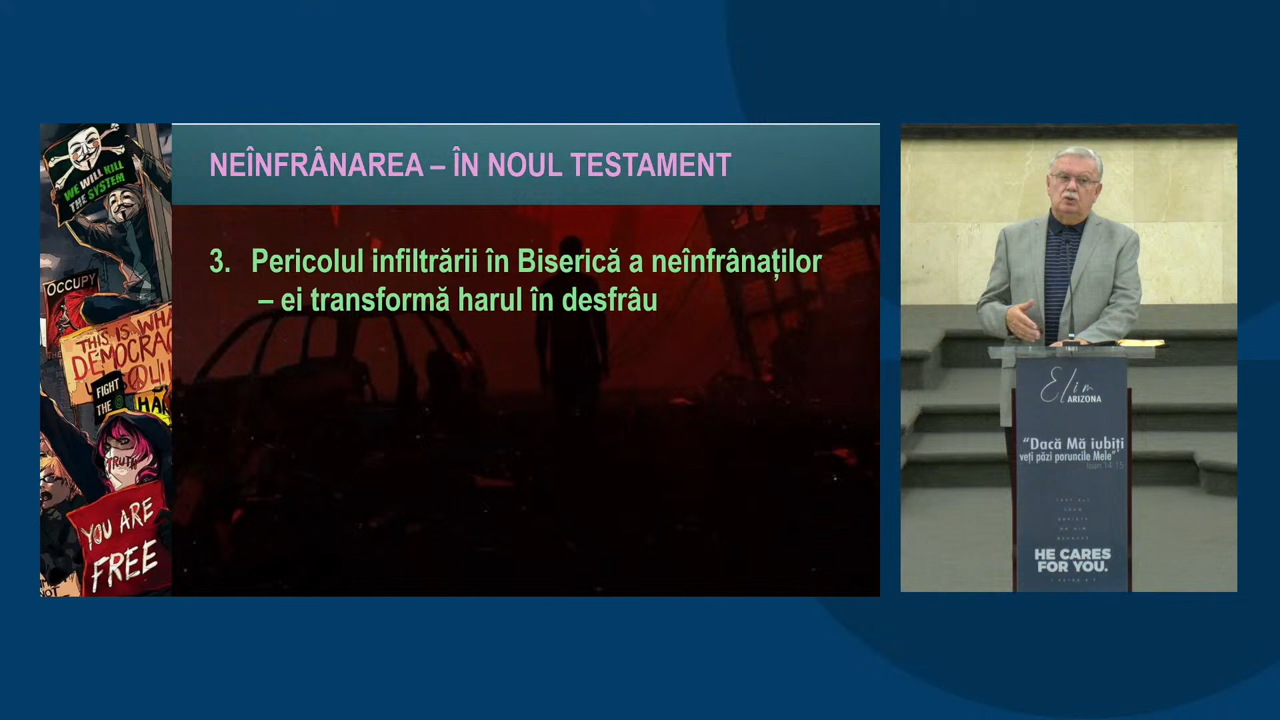 NEÎNFRÂNAREA – ÎN NOUL TESTAMENT
3. Pericolul infiltrării în Biserică a neînfrânaților
– ei transformă harul în desfrâu
WE WILL KILL
THE SYSTEM
OCCUPY
THIS IS WHA
DEMOCRAC
FIGHT
THE
TRUTH
YOU ARE
FREE
Elim
ARIZONA
“Dacă Mă iubiți
veți păzi poruncile Mele”
Ioan 14:15
HE CARES
FOR YOU.